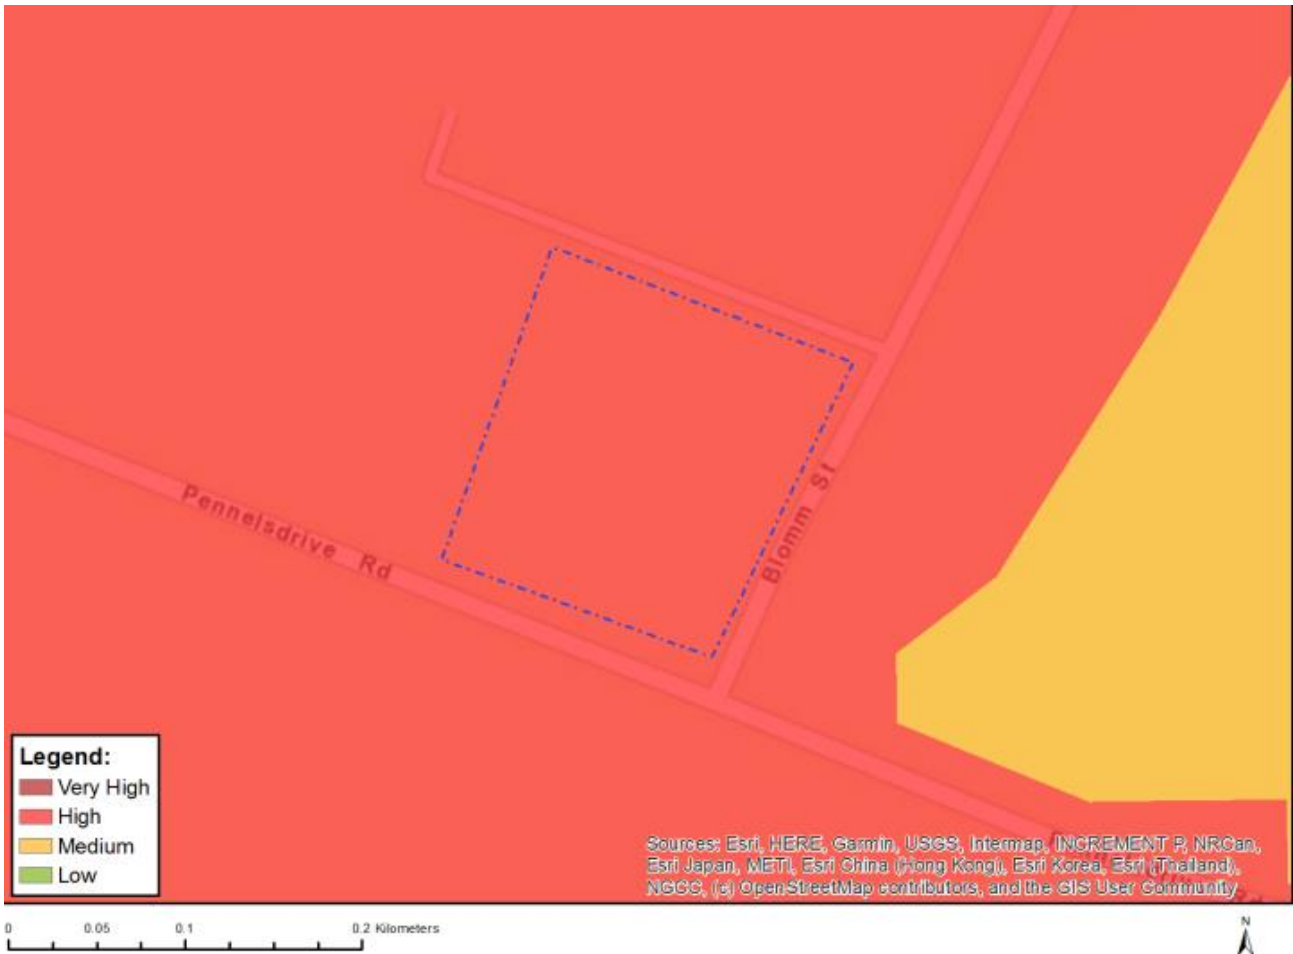 Pennelsdrive Rd
Blomm St
Legend:
Very High
High
Medium
Low
Sources: Esri, HERE, Garmin, USGS, Intermap, INCREMENT P, NRCan,
Esri Japan, METI, Esri China (Hong Kong), Esri Korea, Esri (Thailand),
NGCC, (c) OpenStreetMap contributors, and the GIS User Community
0 0.05 0.1 0.2 Kilometers
N